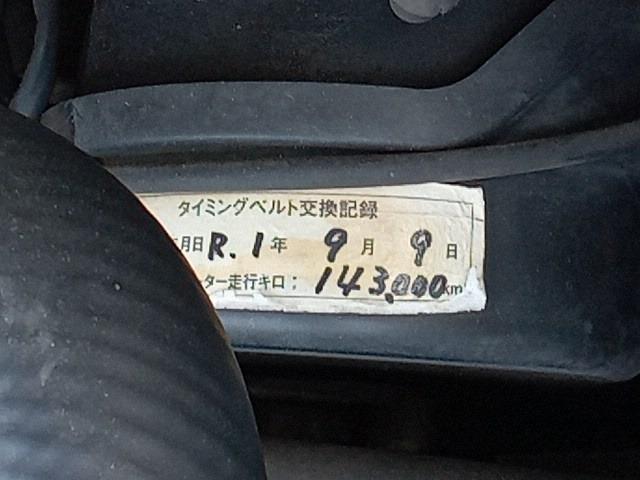 タイミングベルト交換記録
月日 R.1年 9月 9日
ター走行キロ: 143,000km